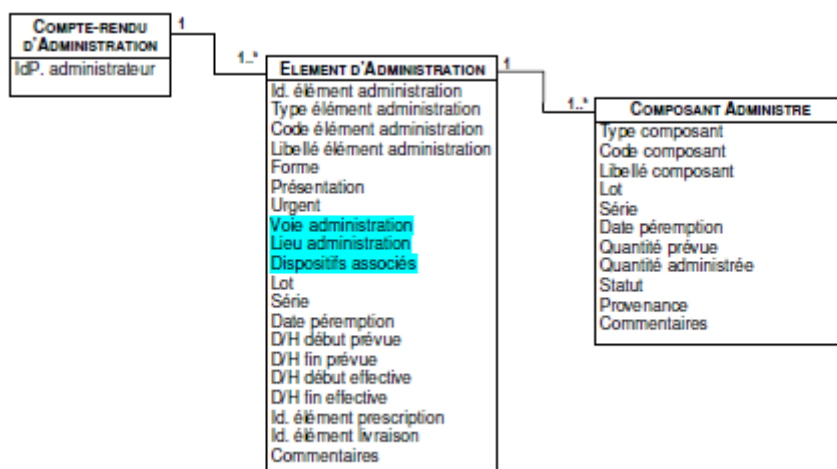 COMPTE-RENDU
D'ADMINISTRATION
IdP. administrateur
1
1..*
ELEMENT D'ADMINISTRATION
Id. élément administration
Type élément administration
Code élément administration
Libellé élément administration
Forme
Présentation
Urgent
Voie administration
Lieu administration
Dispositifs associés
Lot
Série
Date péremption
D/H début prévue
D/H fin prévue
D/H début effective
D/H fin effective
Id. élément prescription
Id. élément livraison
Commentaires
1
1..*
COMPOSANT ADMINISTRE
Type composant
Code composant
Libellé composant
Lot
Série
Date péremption
Quantité prévue
Quantité administrée
Statut
Provenance
Commentaires